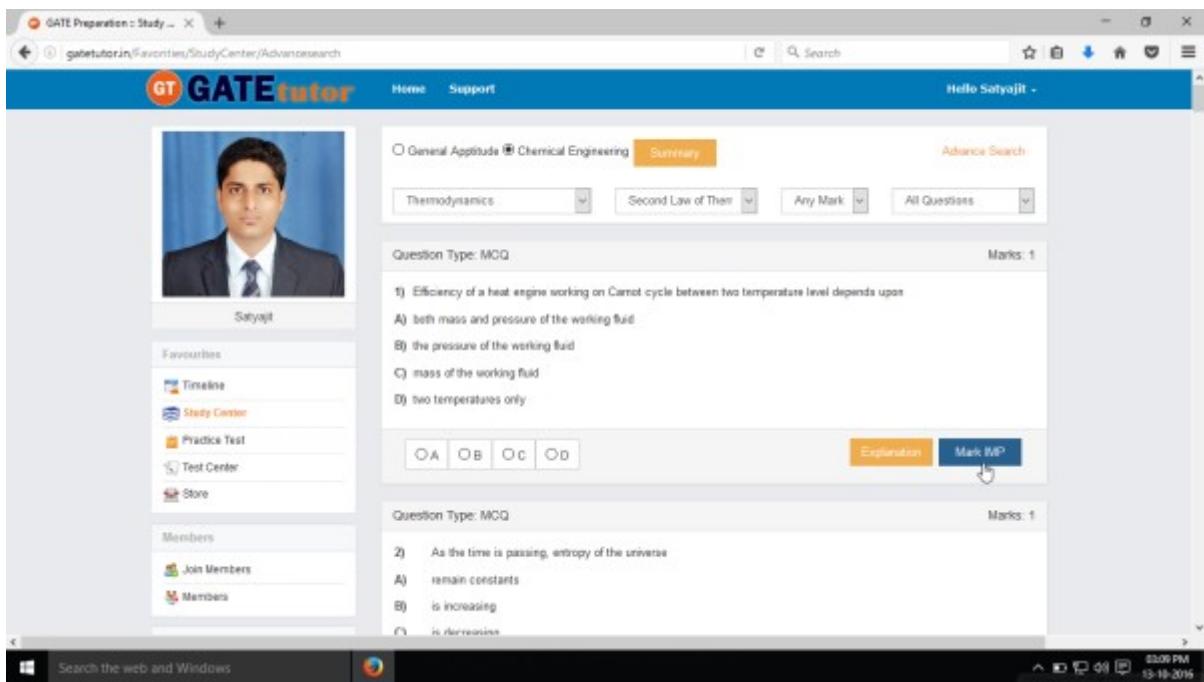 GATE Preparation :: Study ...
gatetutor.in/Favorities/StudyCenter/Advancesearch
Search
GT GATEtutor
Home Support
Hello Satyajit
General Apptitude Chemical Engineering Summary
Advance Search
Thermodynamics Second Law of Ther Any Mark All Questions
Satyajit
Favourites
Timeline
Study Center
Practice Test
Test Center
Store
Members
Join Members
Members
Question Type: MCQ Marks: 1
1) Efficiency of a heat engine working on Carnot cycle between two temperature level depends upon
A) both mass and pressure of the working fluid
B) the pressure of the working fluid
C) mass of the working fluid
D) two temperatures only
A B C D
Explanation Mark IMP
Question Type: MCQ Marks: 1
2) As the time is passing, entropy of the universe
A) remain constants
B) is increasing
C) is decreasing
Search the web and Windows
03:09 PM
13-10-2016